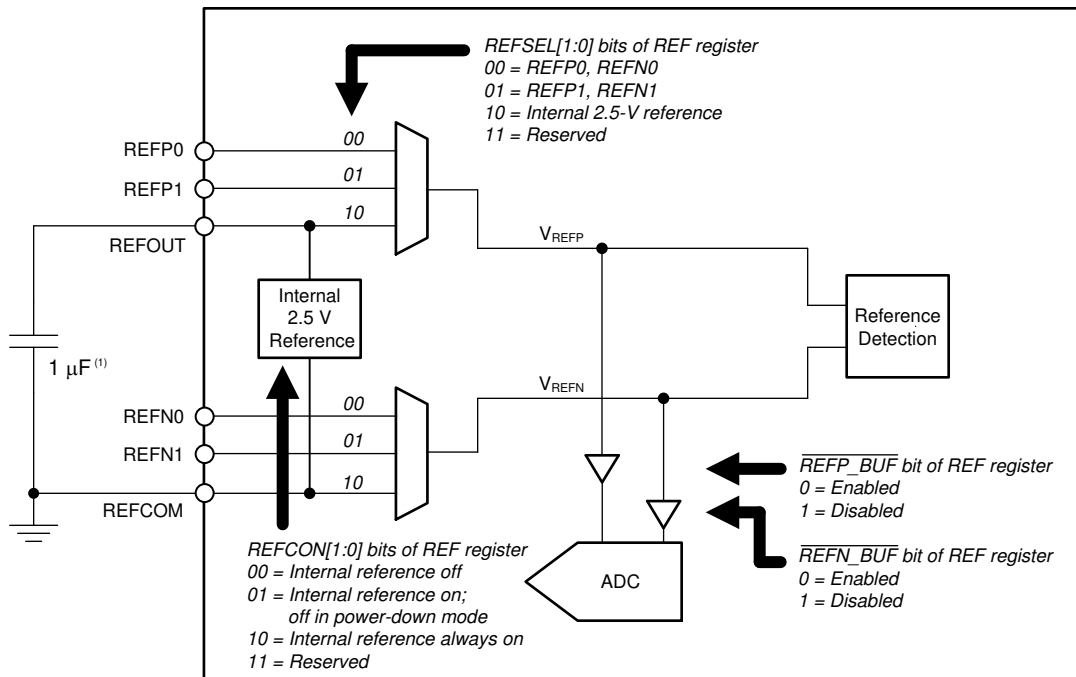 REFSEL[1:0] bits of REF register
00 = REFP0, REFN0
01 = REFP1, REFN1
10 = Internal 2.5-V reference
11 = Reserved
REFP0
00
REFP1
01
REFOUT
10
V_REFP
Internal
2.5 V
Reference
Reference
Detection
1 μF (1)
V_REFN
REFN0
00
REFN1
01
REFCOM
10
REFP_BUF bit of REF register
0 = Enabled
1 = Disabled
REFN_BUF bit of REF register
0 = Enabled
1 = Disabled
ADC
REFCON[1:0] bits of REF register
00 = Internal reference off
01 = Internal reference on;
off in power-down mode
10 = Internal reference always on
11 = Reserved